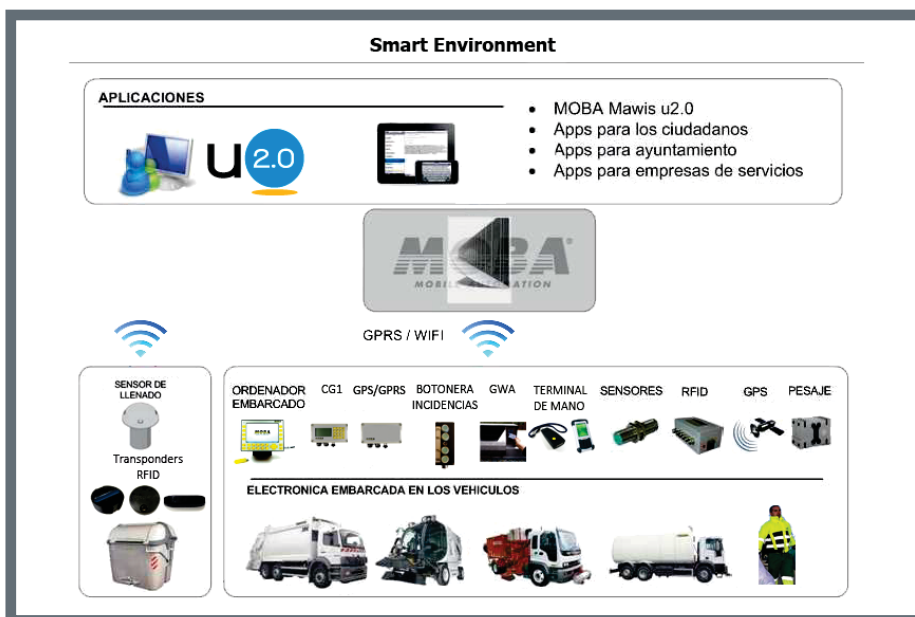 Smart Environment
APLICACIONES
u 2.0
• MOBA Mawis u2.0
• Apps para los ciudadanos
• Apps para ayuntamiento
• Apps para empresas de servicios
MOBA®
MOBILE AUTOMATION
GPRS / WIFI
SENSOR DE
LLENADO
Transponders
RFID
ORDENADOR
EMBARCADO
CG1
GPS/GPRS
BOTONERA
INCIDENCIAS
GWA
TERMINAL
DE MANO
SENSORES
RFID
GPS
PESAJE
MOBA
ELECTRONICA EMBARCADA EN LOS VEHICULOS